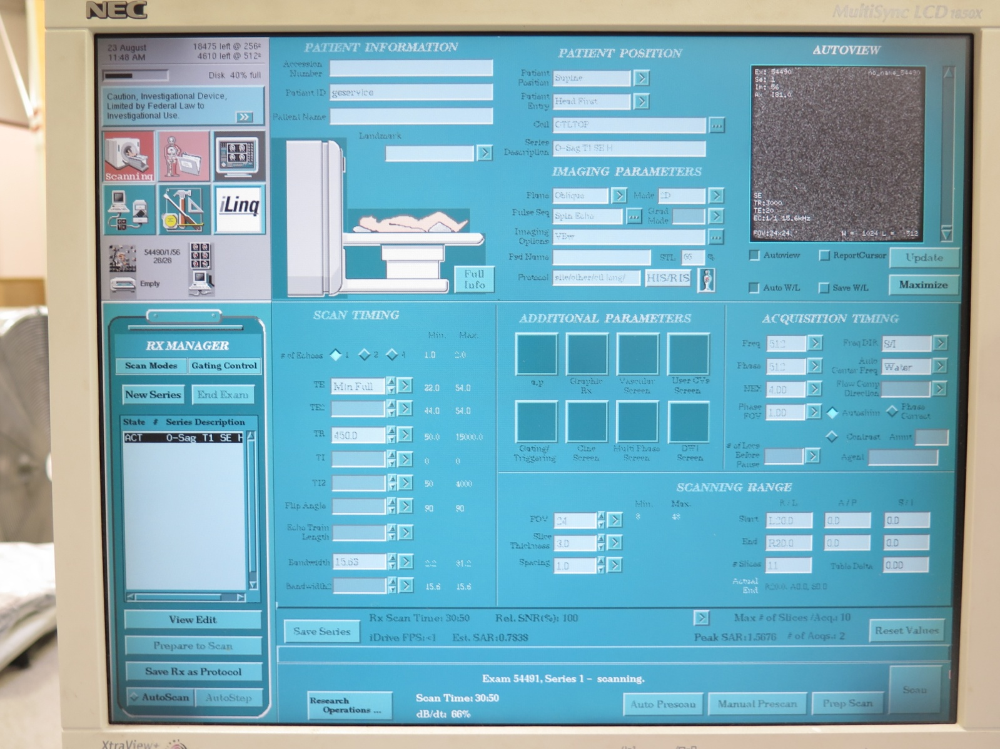 NEC
MultiSync LCD 1850X
23 August
11:48 AM
18475 left @ 256²
4610 left @ 512²
Disk 40% full
Caution, Investigational Device,
Limited by Federal Law to
Investigational Use.
>>
Scanning
iLinq
54490/1/56
28/28
Empty
PATIENT INFORMATION
Accession
Number
Patient ID geservice
Patient Name
Landmark
Full
Info
PATIENT POSITION
Patient
Position Supine
Patient
Entry Head First
Coil CTLTOP
Series
Description O-Sag T1 SE H
IMAGING PARAMETERS
Plane Oblique Mode 2D
Pulse Seq Spin Echo ... Grad
Mode
Imaging
Options VBw ...
Psd Name STL 66 %
Protocol site/other/ctl long/ HIS/RIS
AUTOVIEW
Ex: 54490 no_name_54490
Se: 1
Im: 56
Ax I81.0
SE
TR:3000
TE:20
EC:1/1 15.6kHz
FOV:24x24 W = 1024 L = 512
Autoview ReportCursor Update
Auto W/L Save W/L Maximize
RX MANAGER
Scan Modes Gating Control
New Series End Exam
State # Series Description
ACT O-Sag T1 SE H
View Edit
Prepare to Scan
Save Rx as Protocol
AutoScan AutoStep
SCAN TIMING
Min. Max.
# of Echoes 1 2 4 1.0 2.0
TE Min Full 22.0 54.0
TE2 44.0 54.0
TR 450.0 50.0 15000.0
TI 0 0
TI2 50 4000
Flip Angle 90 90
Echo Train
Length
Bandwidth 15.63
Bandwidth2 15.6 15.6
ADDITIONAL PARAMETERS
Graphic
Rx
Vascular
Screen
User CVs
Screen
Gating/
Triggering
Cine
Screen
Multi Phase
Screen
DWI
Screen
ACQUISITION TIMING
Freq 512 Freq DIR S/I
Phase 512 Auto
Center Freq Water
NEX 4.00 Flow Comp
Direction
Phase
FOV 1.00 Autoshim Phase
Correct
Contrast Amnt
# of Locs
Before
Pause
Agent
SCANNING RANGE
Min. Max. R / L A / P S / I
FOV 24 8 48 Start L20.0 0.0 0.0
Slice
Thickness 3.0 End R20.0 0.0 0.0
Spacing 1.0 # Slices 11 Table Delta 0.00
Actual
End R20.0, A0.0, S0.0
Save Series
Rx Scan Time: 30:50 Rel. SNR(%): 100 Max # of Slices /Acq.: 10
iDrive FPS:<1 Est. SAR:0.7838 Peak SAR:1.5676 # of Acqs.: 2
Reset Values
Exam 54491, Series 1 - scanning.
Research
Operations ...
Scan Time: 30:50
dB/dt: 66%
Auto Prescan Manual Prescan Prep Scan Scan
XtraView+